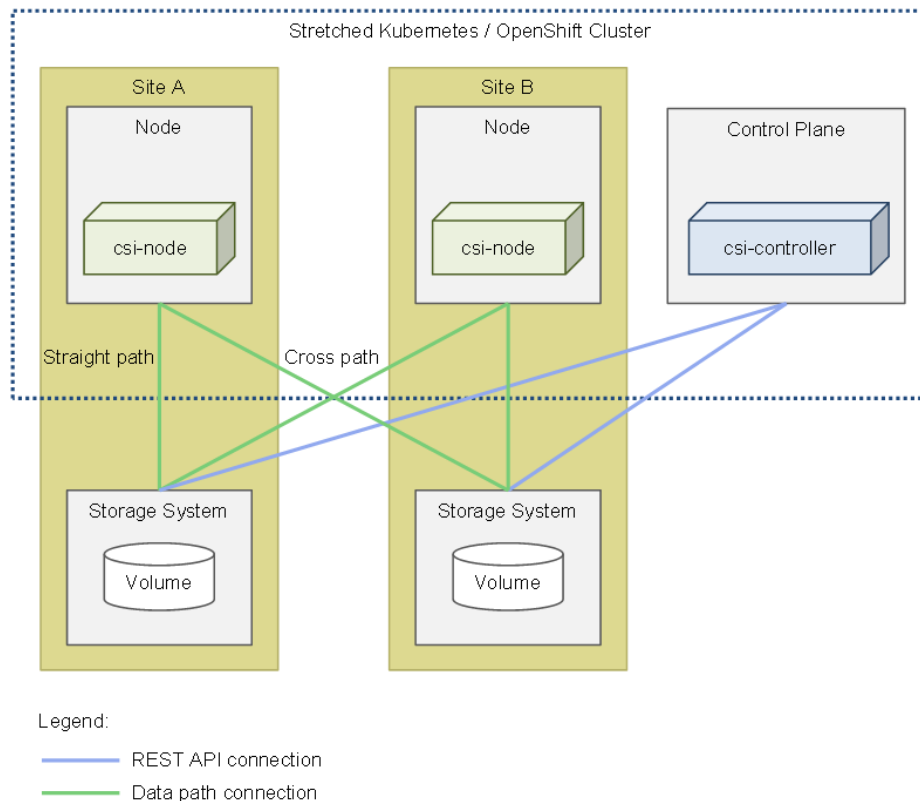 Stretched Kubernetes / OpenShift Cluster
Site A
Site B
Node
Node
Control Plane
csi-node
csi-node
csi-controller
Straight path
Cross path
Storage System
Storage System
Volume
Volume
Legend:
REST API connection
Data path connection